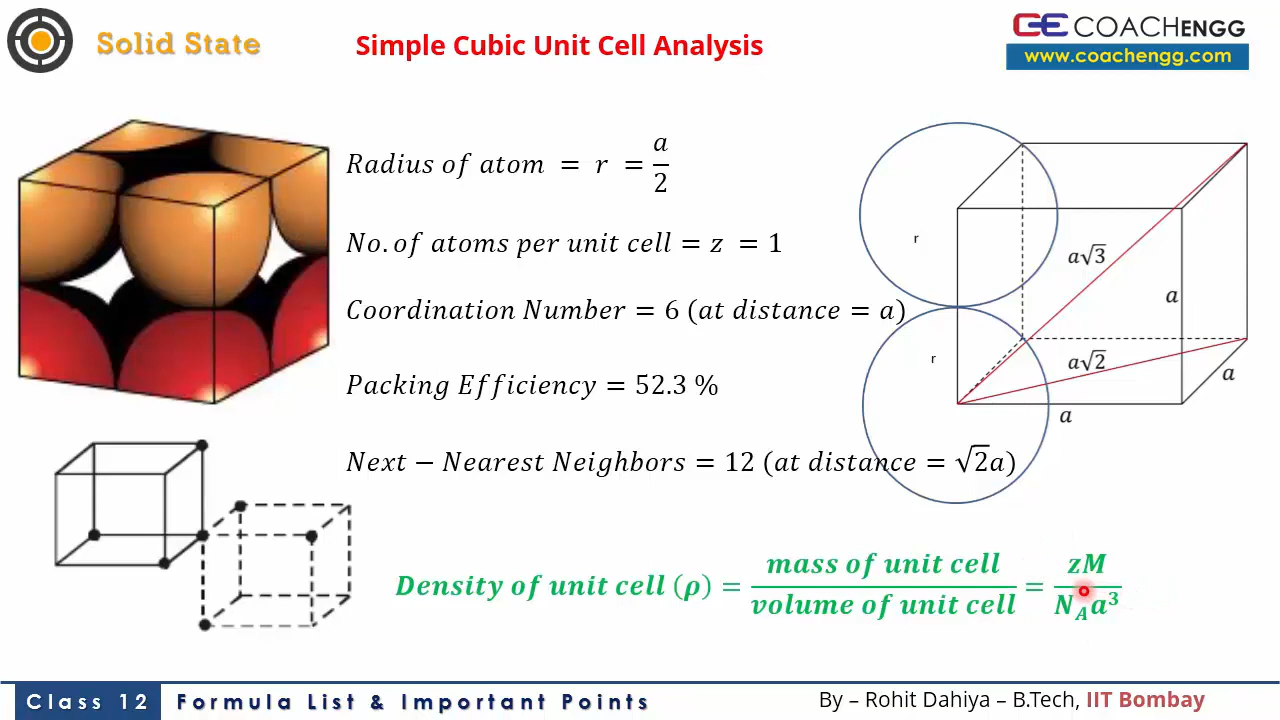 Solid State
Simple Cubic Unit Cell Analysis
CE COACHENGG
www.coachengg.com
Radius of atom = r = a/2
No. of atoms per unit cell = z = 1
Coordination Number = 6 (at distance = a)
Packing Efficiency = 52.3 %
Next − Nearest Neighbors = 12 (at distance = √2a)
r
r
a√3
a
a√2
a
a
Density of unit cell (ρ) = mass of unit cell / volume of unit cell = zM / N_A a³
Class 12
Formula List & Important Points
By – Rohit Dahiya – B.Tech, IIT Bombay